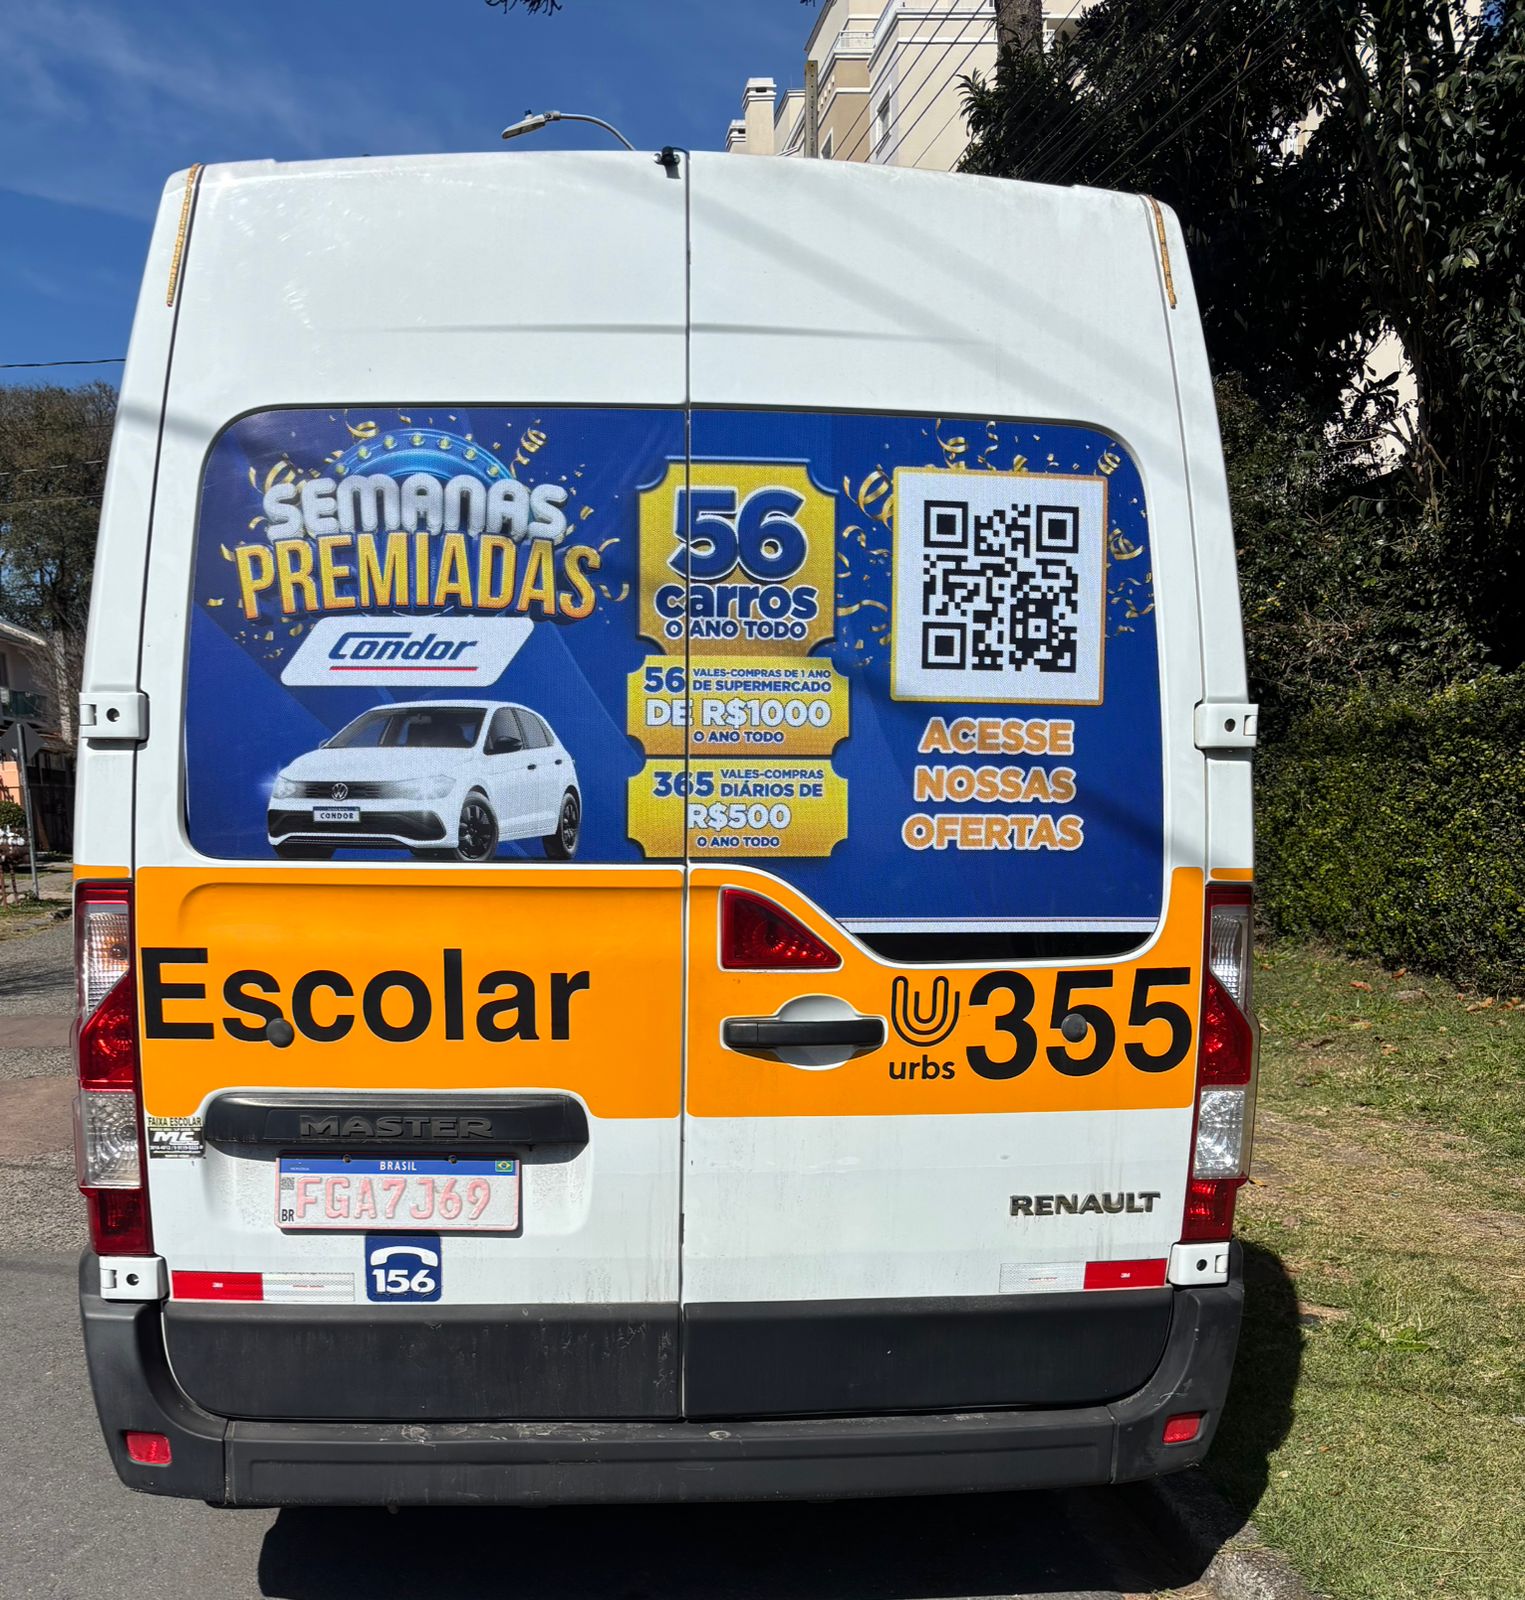 SEMANAS
PREMIADAS
Condor
CONDOR
56
carros
O ANO TODO
56 VALES-COMPRAS DE 1 ANO
DE SUPERMERCADO
DE R$1000
O ANO TODO
365 VALES-COMPRAS
DIÁRIOS DE
R$500
O ANO TODO
ACESSE
NOSSAS
OFERTAS
Escolar
urbs
355
FAIXA ESCOLAR
MC
MASTER
BRASIL
FGA7J69
BR
RENAULT
156